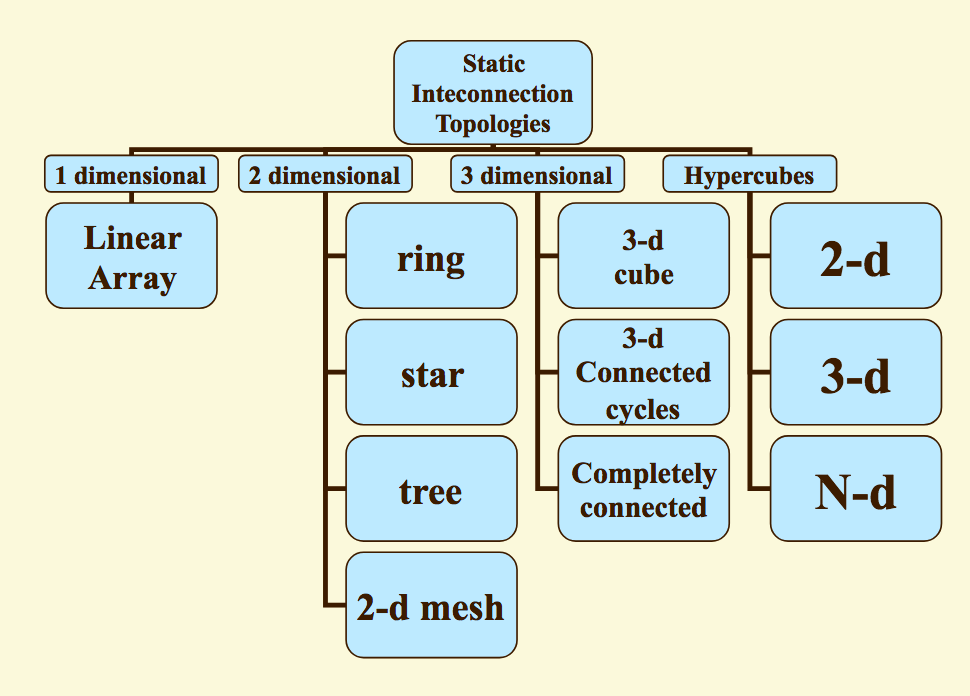 Static
Inteconnection
Topologies
1 dimensional
2 dimensional
3 dimensional
Hypercubes
Linear
Array
ring
star
tree
2-d mesh
3-d
cube
3-d
Connected
cycles
Completely
connected
2-d
3-d
N-d